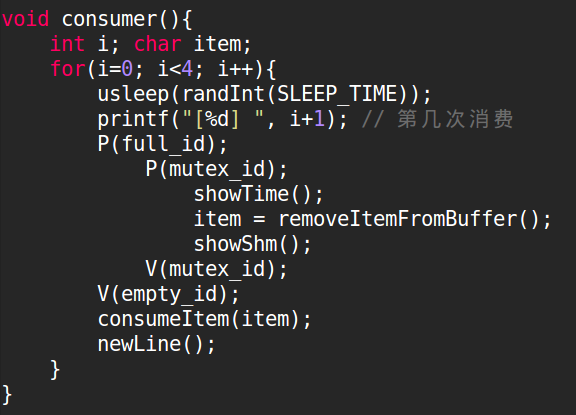 void consumer(){
    int i; char item;
    for(i=0; i<4; i++){
        usleep(randInt(SLEEP_TIME));
        printf("[%d] ", i+1); // 第几次消费
        P(full_id);
            P(mutex_id);
                showTime();
                item = removeItemFromBuffer();
                showShm();
            V(mutex_id);
        V(empty_id);
        consumeItem(item);
        newLine();
    }
}